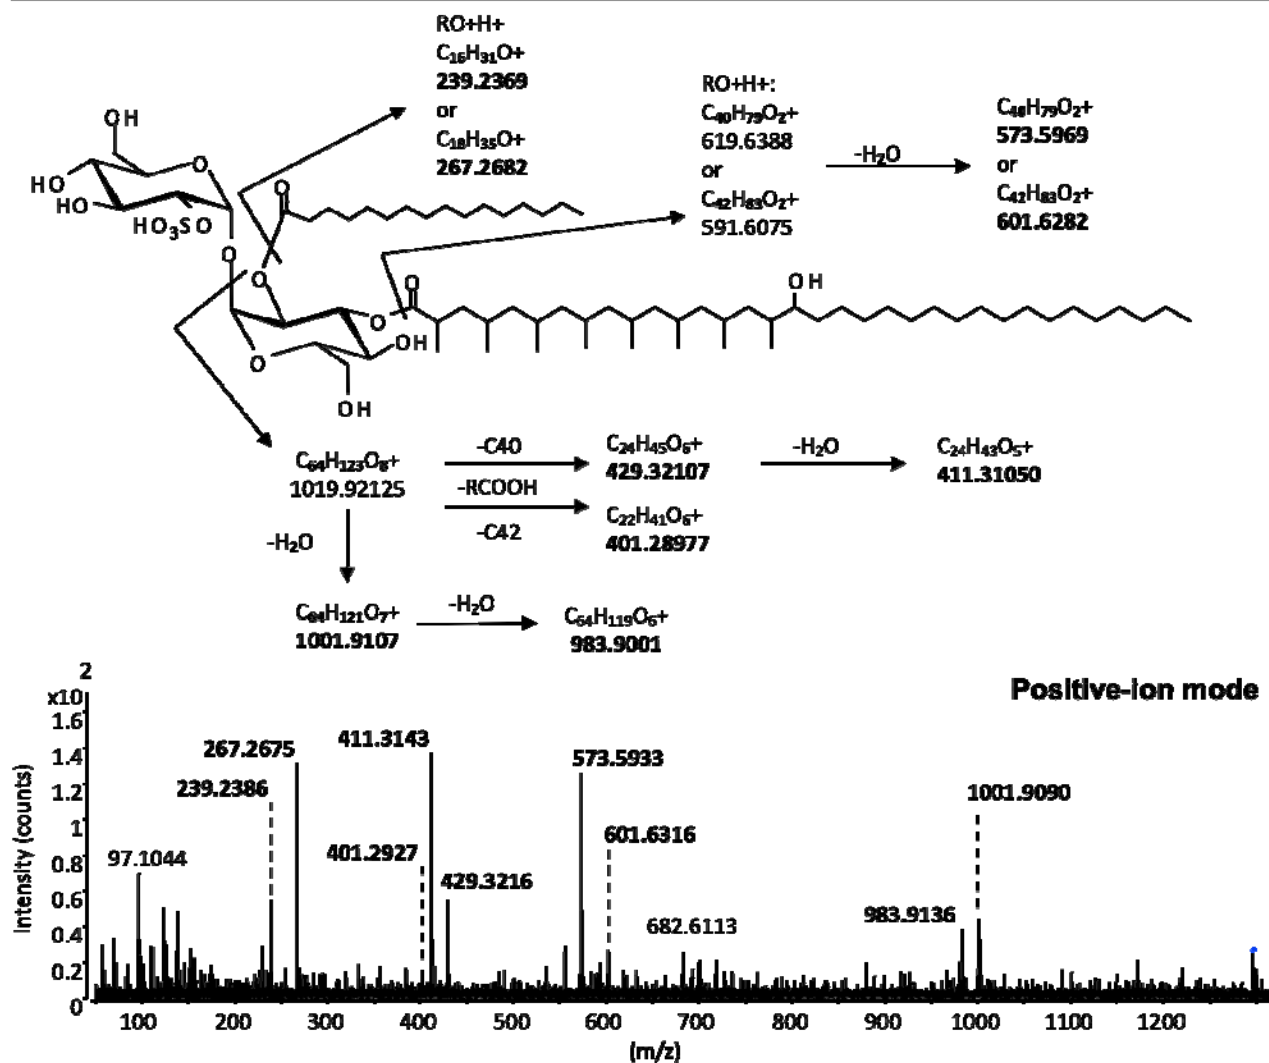 RO+H+
C16H31O+
239.2369
or
C18H35O+
267.2682
RO+H+:
C40H79O2+
619.6388
or
C42H83O2+
591.6075
-H2O
C40H79O2+
573.5969
or
C42H83O2+
601.6282
OH
HO
O
HO
HO3SO
O
O
O
O
O
O
OH
OH
O
OH
C64H123O8+
1019.92125
-C40
-RCOOH
-C42
C24H45O6+
429.32107
C22H41O6+
401.28977
-H2O
C24H43O5+
411.31050
-H2O
C64H121O7+
1001.9107
-H2O
C64H119O6+
983.9001
2
x10
Positive-ion mode
1.6
1.4
1.2
1
0.8
0.6
0.4
0.2
0
Intensity (counts)
97.1044
239.2386
267.2675
401.2927
411.3143
429.3216
573.5933
601.6316
682.6113
983.9136
1001.9090
100 200 300 400 500 600 700 800 900 1000 1100 1200
(m/z)